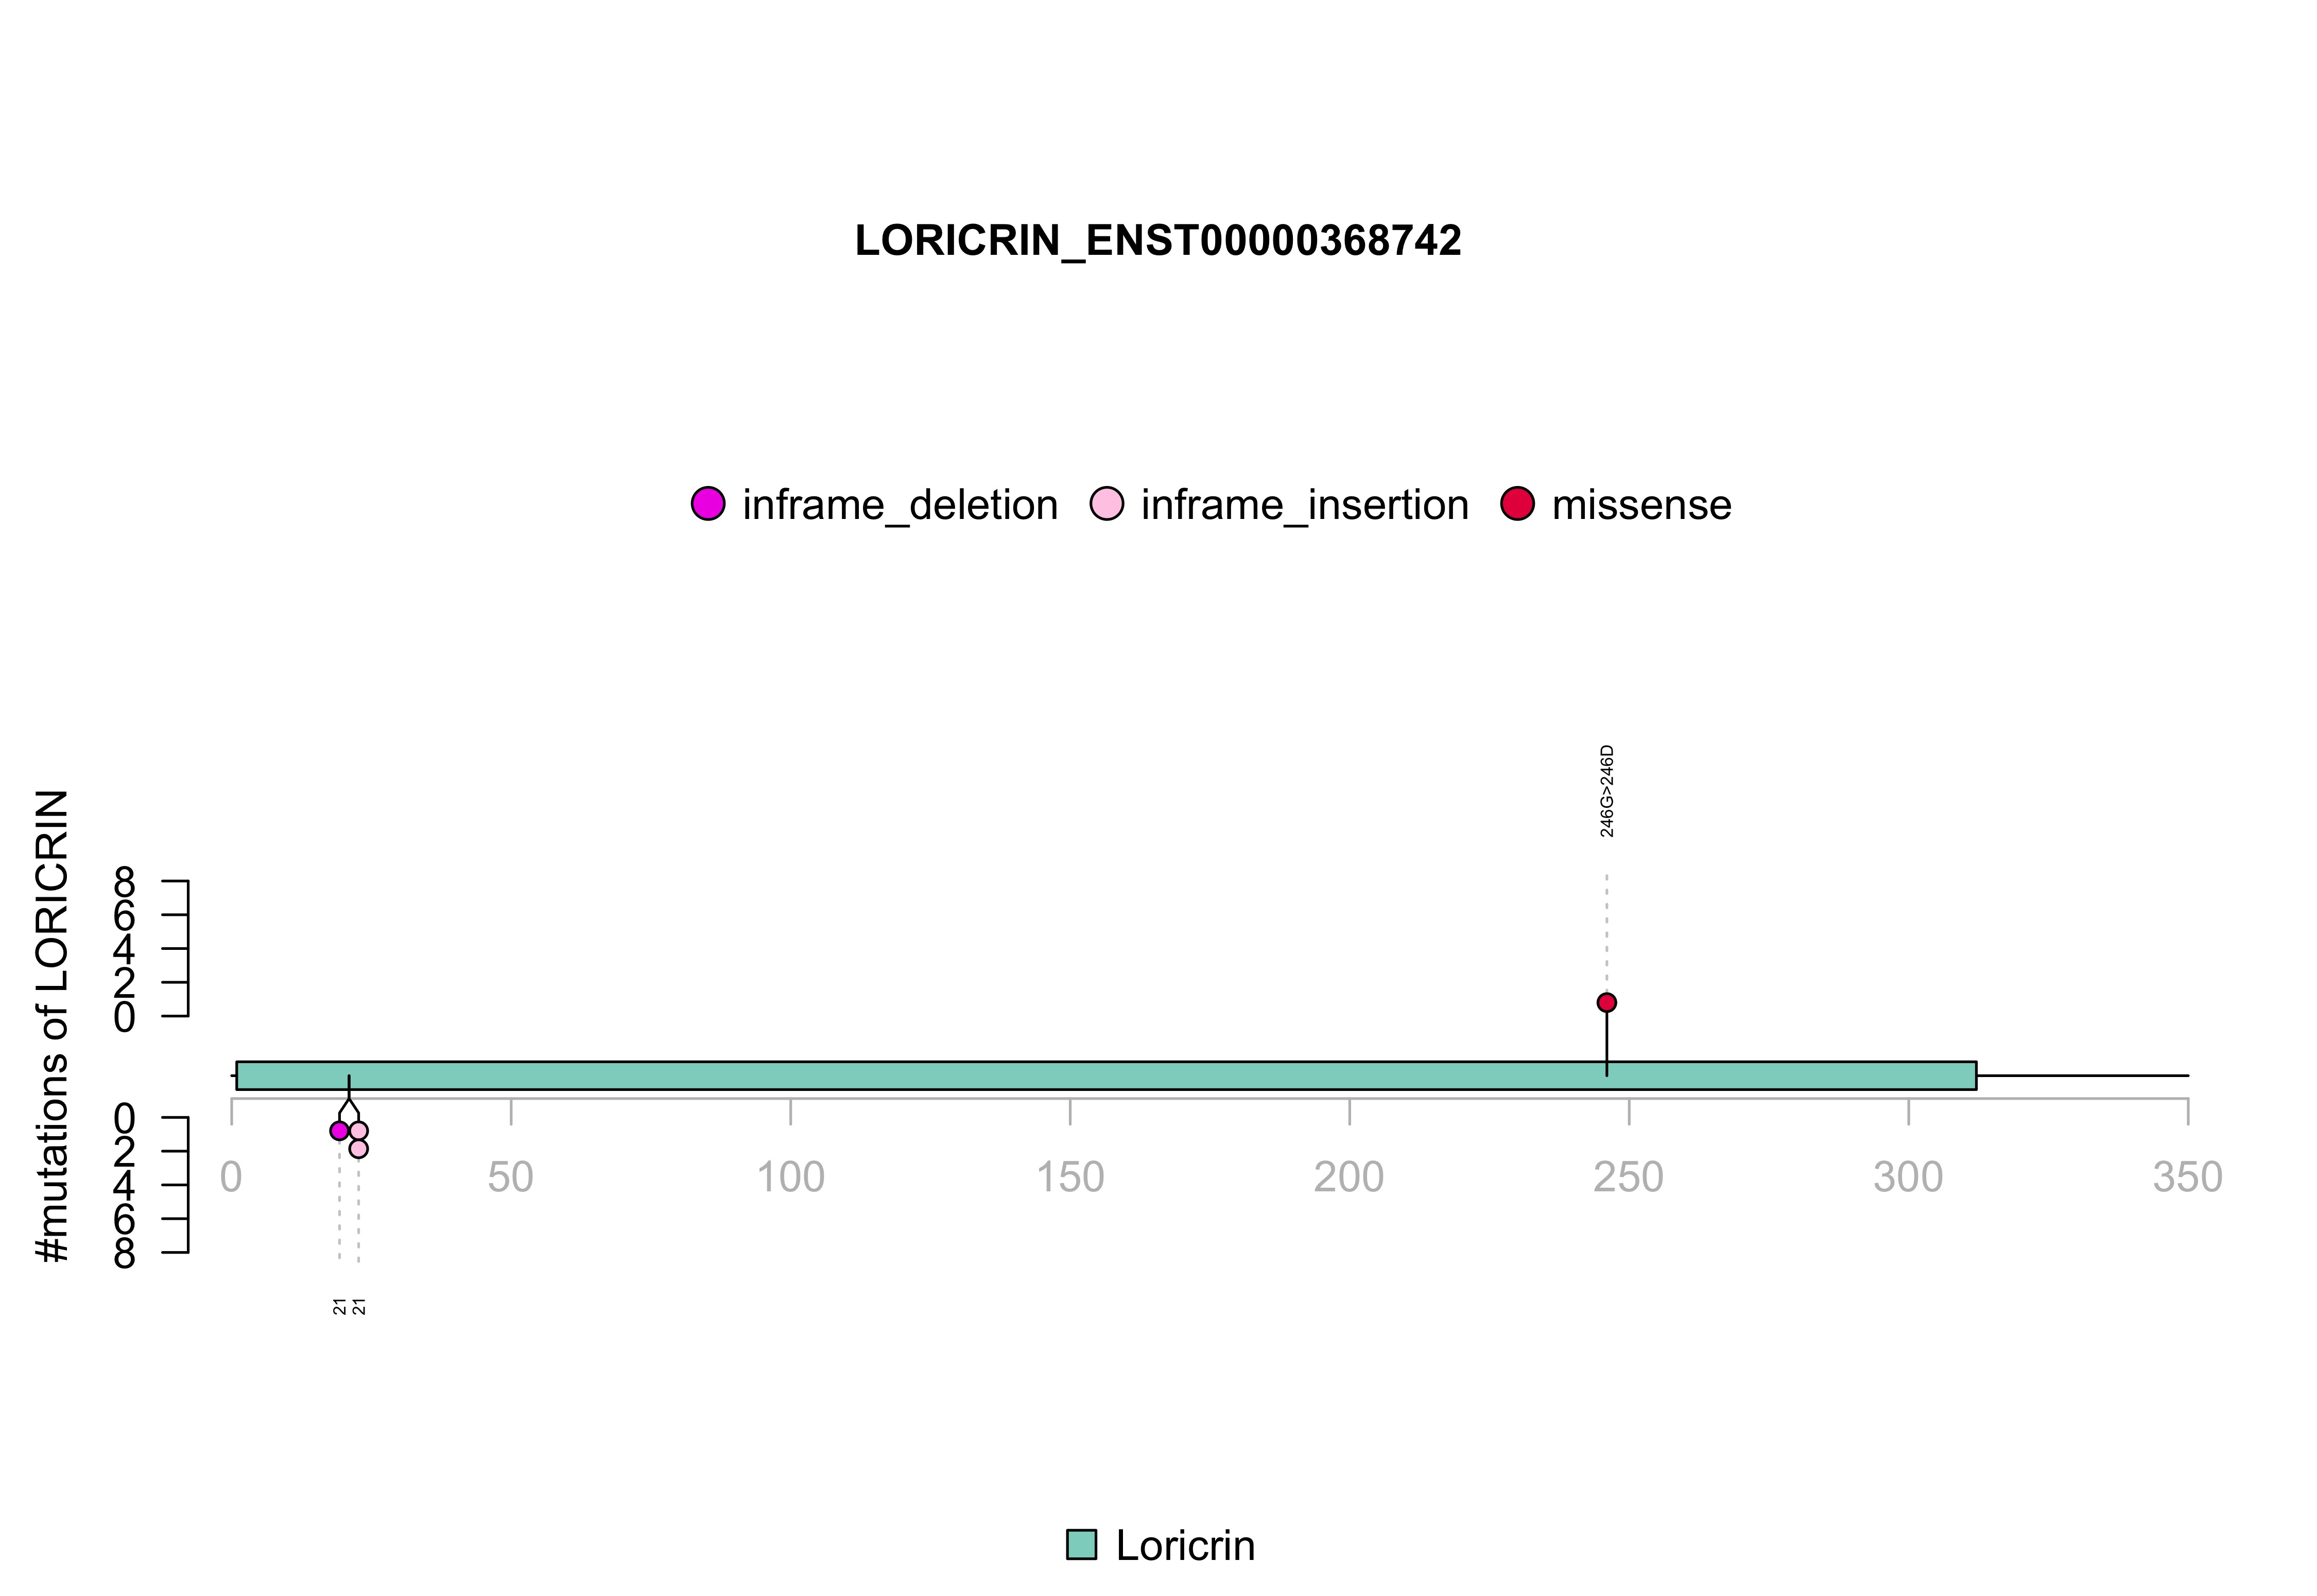 LORICRIN_ENST00000368742
inframe_deletion inframe_insertion missense
#mutations of LORICRIN
246G>246D
8
6
4
2
0
0
2
4
6
8
0 50 100 150 200 250 300 350
21 21
Loricrin